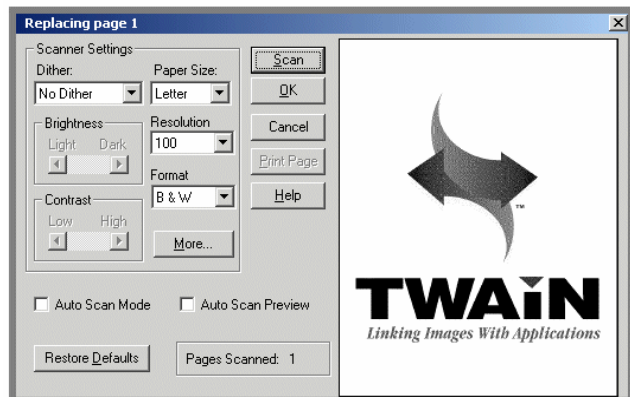 Replacing page 1
Scanner Settings
Dither:
Paper Size:
No Dither
Letter
Brightness
Light Dark
Resolution
100
Format
B & W
Contrast
Low High
More...
Scan
OK
Cancel
Print Page
Help
Auto Scan Mode
Auto Scan Preview
Restore Defaults
Pages Scanned: 1
TWAIN
Linking Images With Applications
TM